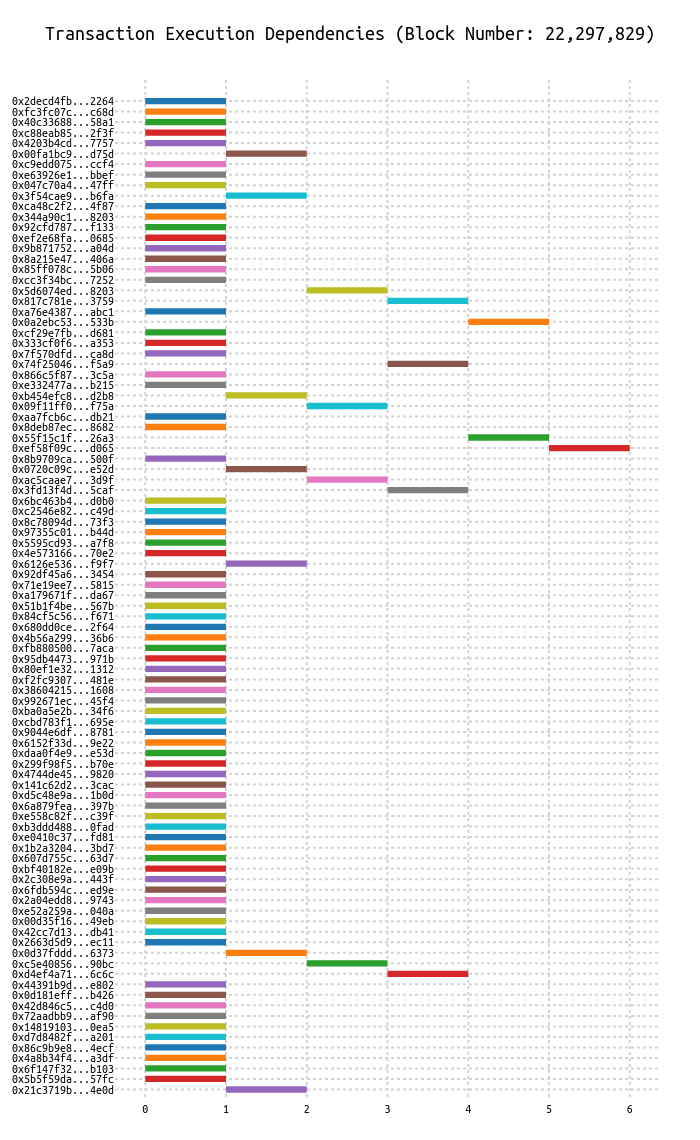 Transaction Execution Dependencies (Block Number: 22,297,829)
0x2decd4fb...2264
0xfc3fc07c...c68d
0x40c33688...58a1
0xc88eab85...2f3f
0x4203b4cd...7757
0x00fa1bc9...d75d
0xc9edd075...ccf4
0xe63926e1...bbef
0x047c70a4...47ff
0x3f54cae9...b6fa
0xca48c2f2...4f87
0x344a90c1...8203
0x92cfd787...f133
0xef2e68fa...0685
0x9b871752...a04d
0x8a215e47...406a
0x85ff078c...5b06
0xcc3f34bc...7252
0x5d6074ed...8203
0x817c781e...3759
0xa76e4387...abc1
0x0a2ebc53...533b
0xcf29e7fb...d681
0x333cf0f6...a353
0x7f570dfd...ca8d
0x74f25046...f5a9
0x866c5f87...3c5a
0xe332477a...b215
0xb454efc8...d2b8
0x09f11ff0...f75a
0xaa7fcb6c...db21
0x8deb87ec...8682
0x55f15c1f...26a3
0xef58f09c...d065
0x8b9709ca...500f
0x0720c09c...e52d
0xac5caae7...3d9f
0x3fd13f4d...5caf
0x6bc463b4...d0b0
0xc2546e82...c49d
0x8c78094d...73f3
0x97355c01...b44d
0x5595cd93...a7f8
0x4e573166...70e2
0x6126e536...f9f7
0x92df45a6...3454
0x71e19ee7...5815
0xa179671f...da67
0x51b1f4be...567b
0x84cf5c56...f671
0x680dd0ce...2f64
0x4b56a299...36b6
0xfb880500...7aca
0x95db4473...971b
0x80ef1e32...1312
0xf2fc9307...481e
0x38604215...1608
0x992671ec...45f4
0xba0a5e2b...34f6
0xcbd783f1...695e
0x9044e6df...8781
0x6152f33d...9e22
0xdaa0f4e9...e53d
0x299f98f5...b70e
0x4744de45...9820
0x141c62d2...3cac
0xd5c48e9a...1b0d
0x6a879fea...397b
0xe558c82f...c39f
0xb3ddd488...0fad
0xe0410c37...fd81
0x1b2a3204...3bd7
0x607d755c...63d7
0xbf40182e...e09b
0x2c308e9a...443f
0x6fdb594c...ed9e
0x2a04edd8...9743
0xe52a259a...040a
0x00d35f16...49eb
0x42cc7d13...db41
0x2663d5d9...ec11
0x0d37fddd...6373
0xc5e40856...90bc
0xd4ef4a71...6c6c
0x44391b9d...e802
0x0d181eff...b426
0x42d846c5...c4d0
0x72aadbb9...af90
0x14819103...0ea5
0xd7d8482f...a201
0x86c9b9e8...4ecf
0x4a8b34f4...a3df
0x6f147f32...b103
0x5b5f59da...57fc
0x21c3719b...4e0d
0 1 2 3 4 5 6